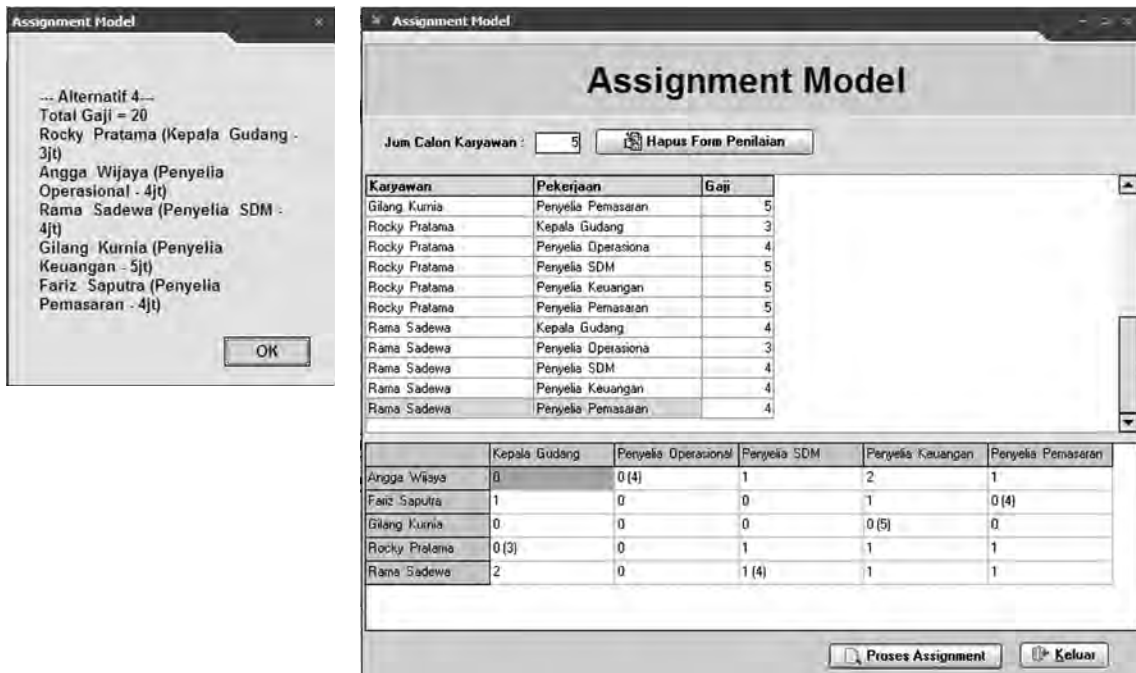 Assignment Model
--- Alternatif 4---
Total Gaji = 20
Rocky Pratama (Kepala Gudang -
3jt)
Angga Wijaya (Penyelia
Operasional - 4jt)
Rama Sadewa (Penyelia SDM -
4jt)
Gilang Kurnia (Penyelia
Keuangan - 5jt)
Fariz Saputra (Penyelia
Pemasaran - 4jt)
OK
Assignment Model
Assignment Model
Jum Calon Karyawan : 5 Hapus Form Penilaian
Karyawan Pekerjaan Gaji
Gilang Kurnia Penyelia Pemasaran 5
Rocky Pratama Kepala Gudang 3
Rocky Pratama Penyelia Operasiona 4
Rocky Pratama Penyelia SDM 5
Rocky Pratama Penyelia Keuangan 5
Rocky Pratama Penyelia Pemasaran 5
Rama Sadewa Kepala Gudang 4
Rama Sadewa Penyelia Operasiona 3
Rama Sadewa Penyelia SDM 4
Rama Sadewa Penyelia Keuangan 4
Rama Sadewa Penyelia Pemasaran 4
Kepala Gudang Penyelia Operasional Penyelia SDM Penyelia Keuangan Penyelia Pemasaran
Angga Wijaya 0 0 (4) 1 2 1
Fariz Saputra 1 0 0 1 0 (4)
Gilang Kurnia 0 0 0 0 (5) 0
Rocky Pratama 0 (3) 0 1 1 1
Rama Sadewa 2 0 1 (4) 1 1
Proses Assignment Keluar